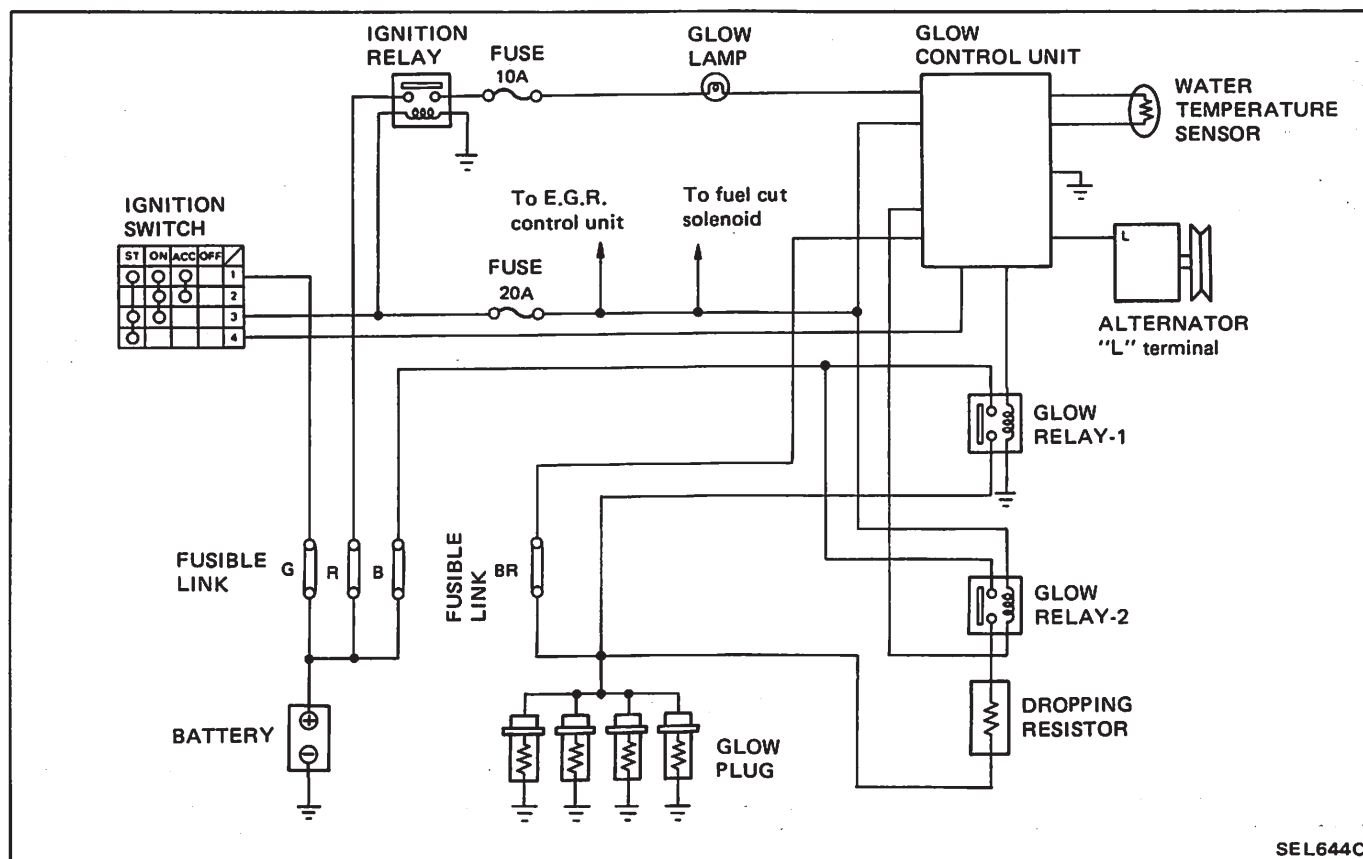 IGNITION
RELAY
FUSE
10A
GLOW
LAMP
GLOW
CONTROL UNIT
WATER
TEMPERATURE
SENSOR
To E.G.R.
control unit
To fuel cut
solenoid
IGNITION
SWITCH
ST ON ACC OFF
1
2
3
4
FUSE
20A
L
ALTERNATOR
"L" terminal
GLOW
RELAY-1
FUSIBLE
LINK
G R B
FUSIBLE
LINK
BR
GLOW
RELAY-2
BATTERY
GLOW
PLUG
DROPPING
RESISTOR
SEL644C